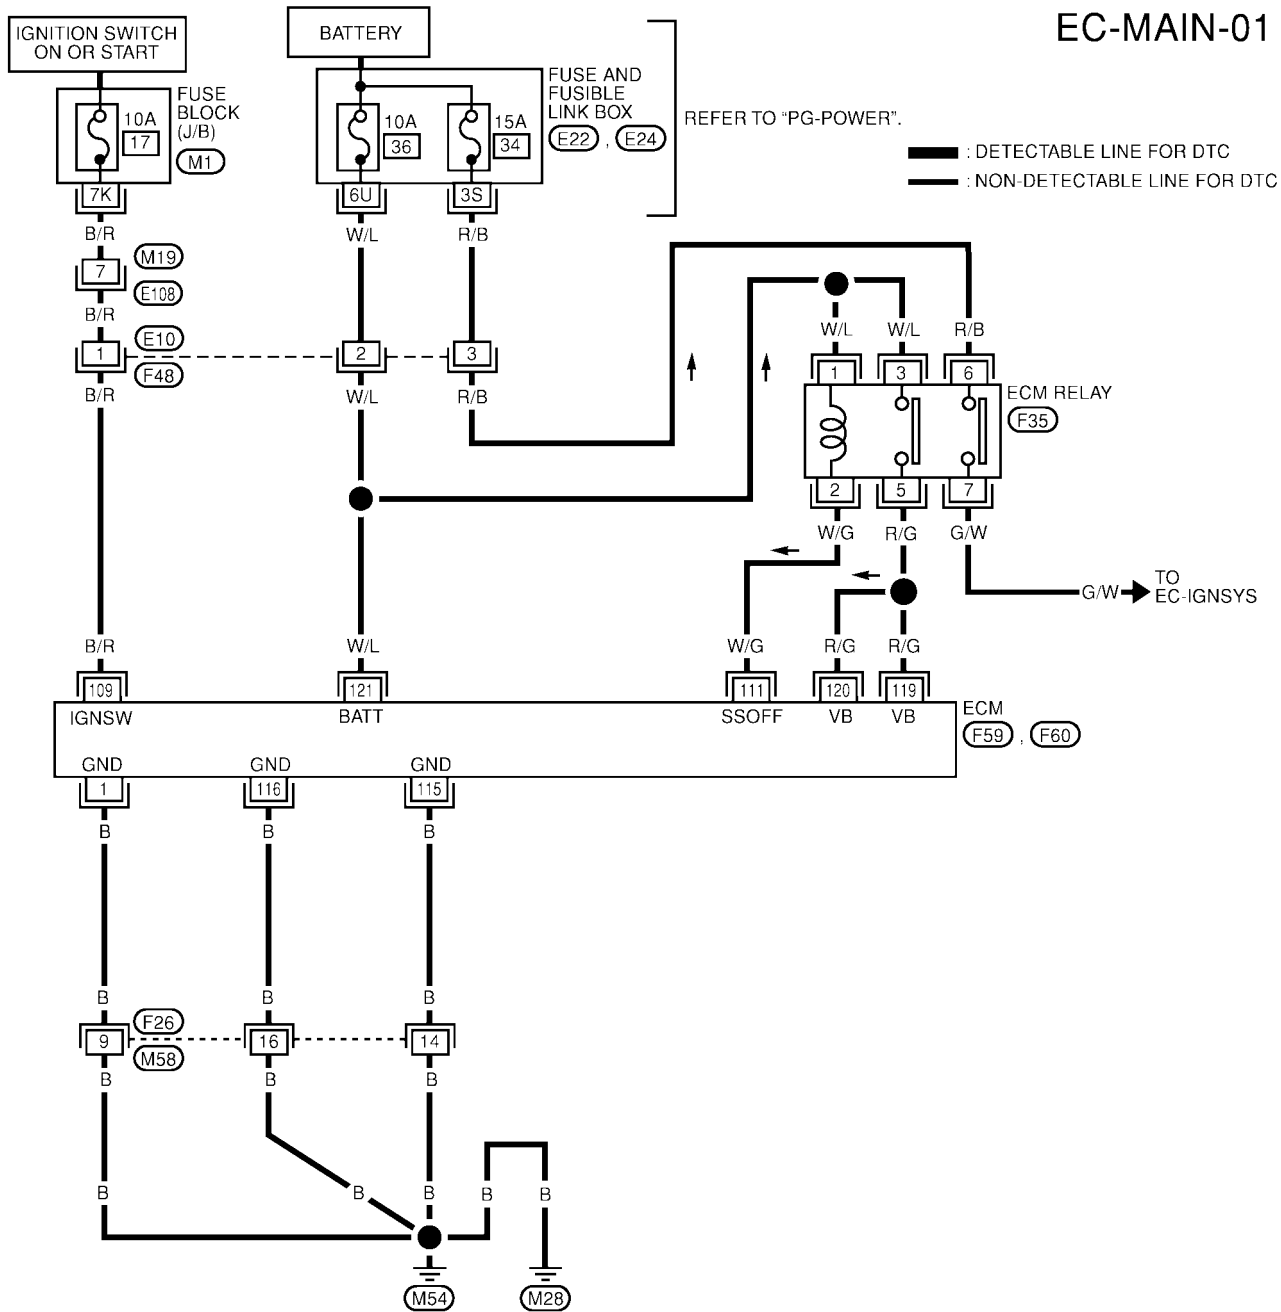 EC-MAIN-01
IGNITION SWITCH
ON OR START
BATTERY
FUSE
BLOCK
(J/B)
M1
10A
17
7K
FUSE AND
FUSIBLE
LINK BOX
E22 , E24
10A
36
15A
34
6U
3S
REFER TO "PG-POWER".
: DETECTABLE LINE FOR DTC
: NON-DETECTABLE LINE FOR DTC
B/R
W/L
R/B
7
M19
E108
B/R
E10
1
2
3
F48
B/R
W/L
R/B
W/L
W/L
R/B
1
3
6
ECM RELAY
F35
2
5
7
W/G
R/G
G/W
G/W
TO
EC-IGNSYS
B/R
W/L
W/G
R/G
R/G
109
121
111
120
119
IGNSW
BATT
SSOFF
VB
VB
ECM
F59 , F60
GND
GND
GND
1
116
115
B
B
B
B
B
B
F26
9
16
14
M58
B
B
B
B
B
B
B
B
M54
M28